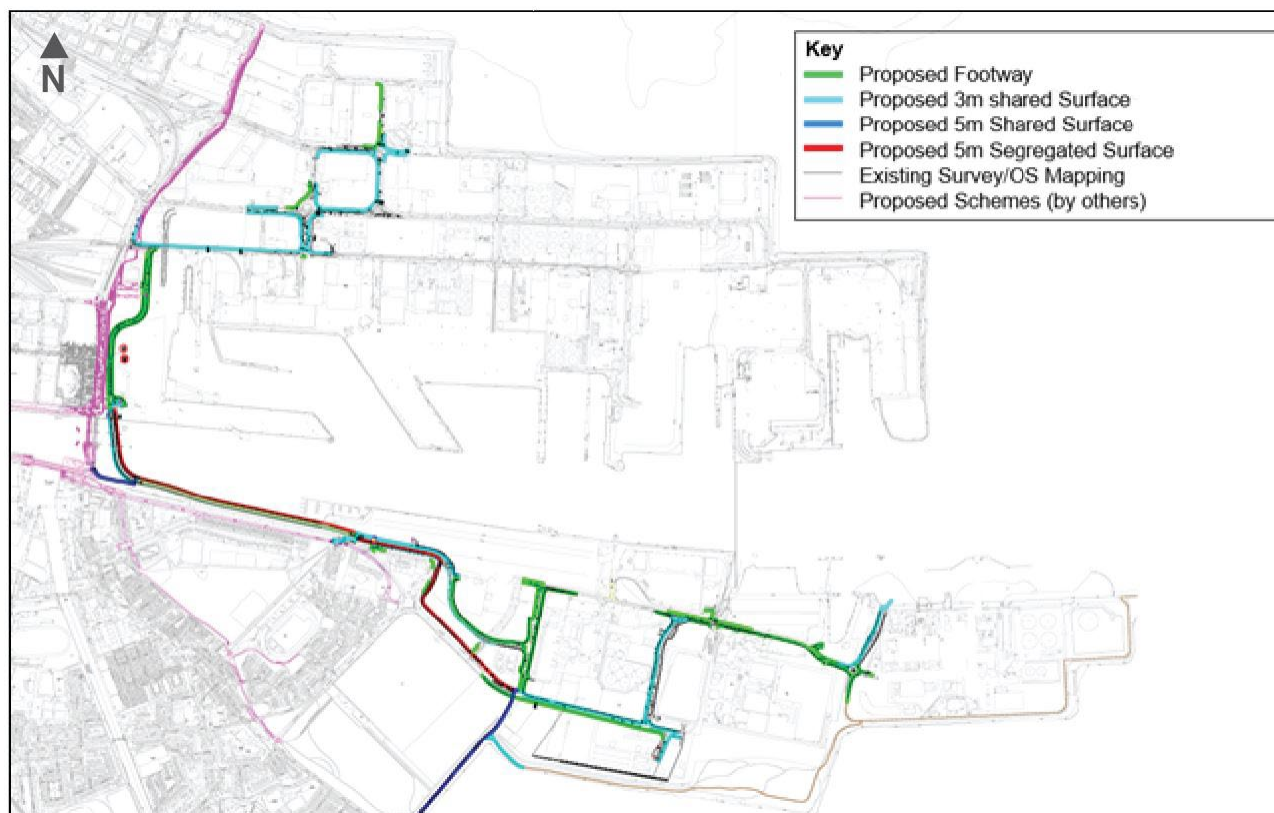 N
Key
Proposed Footway
Proposed 3m shared Surface
Proposed 5m Shared Surface
Proposed 5m Segregated Surface
Existing Survey/OS Mapping
Proposed Schemes (by others)